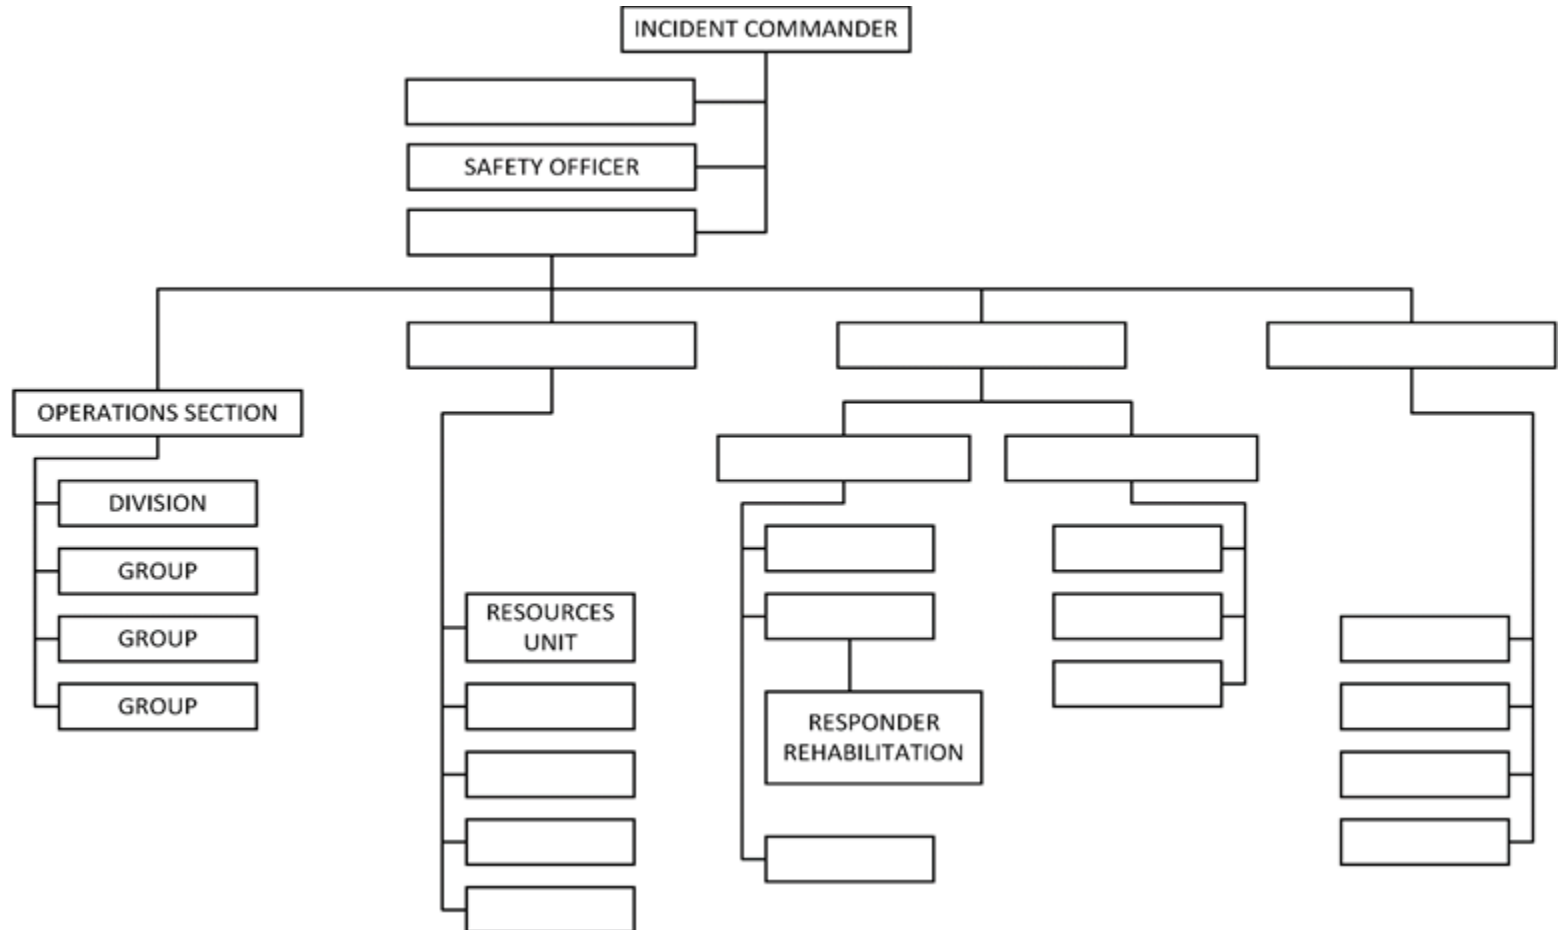 INCIDENT COMMANDER
SAFETY OFFICER
OPERATIONS SECTION
DIVISION
GROUP
GROUP
GROUP
RESOURCES
UNIT
RESPONDER
REHABILITATION